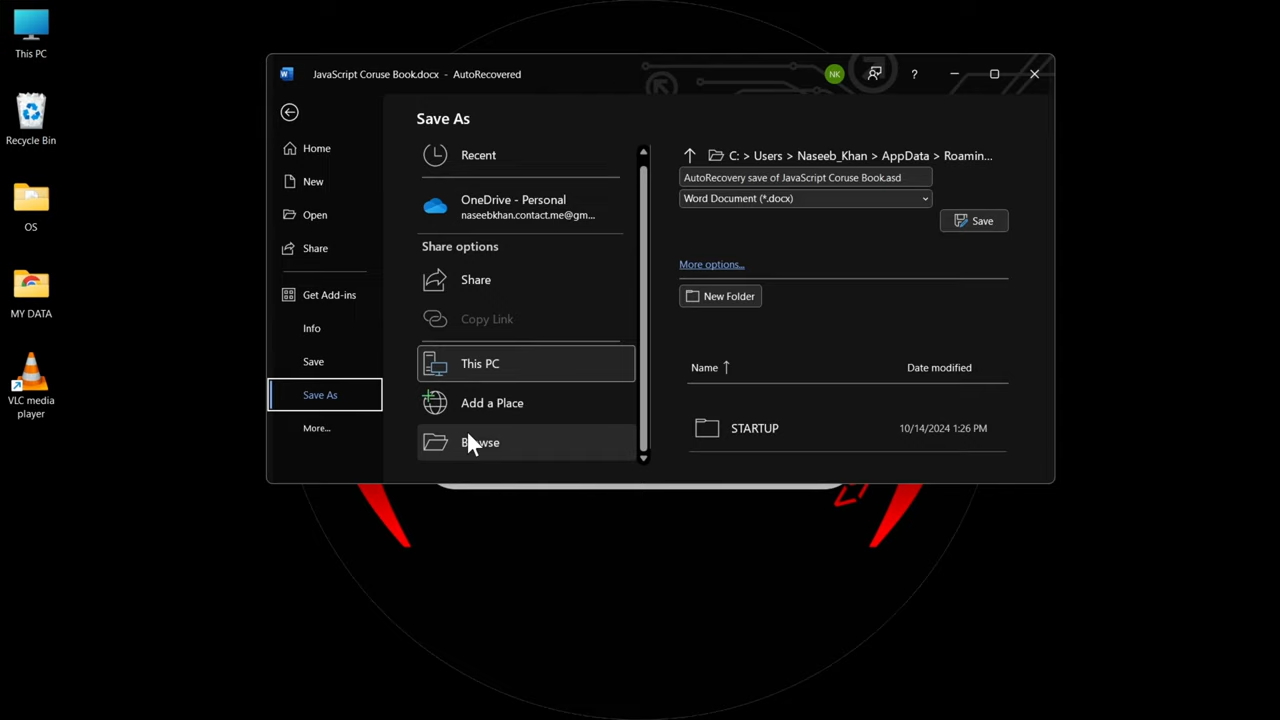 This PC
Recycle Bin
OS
MY DATA
VLC media
player
JavaScript Coruse Book.docx - AutoRecovered
NK
?
Home
New
Open
Share
Get Add-ins
Info
Save
Save As
More...
Save As
Recent
OneDrive - Personal
naseebkhan.contact.me@gm...
Share options
Share
Copy Link
This PC
Add a Place
Browse
C: > Users > Naseeb_Khan > AppData > Roamin...
AutoRecovery save of JavaScript Coruse Book.asd
Word Document (*.docx)
Save
More options...
New Folder
Name Date modified
STARTUP 10/14/2024 1:26 PM